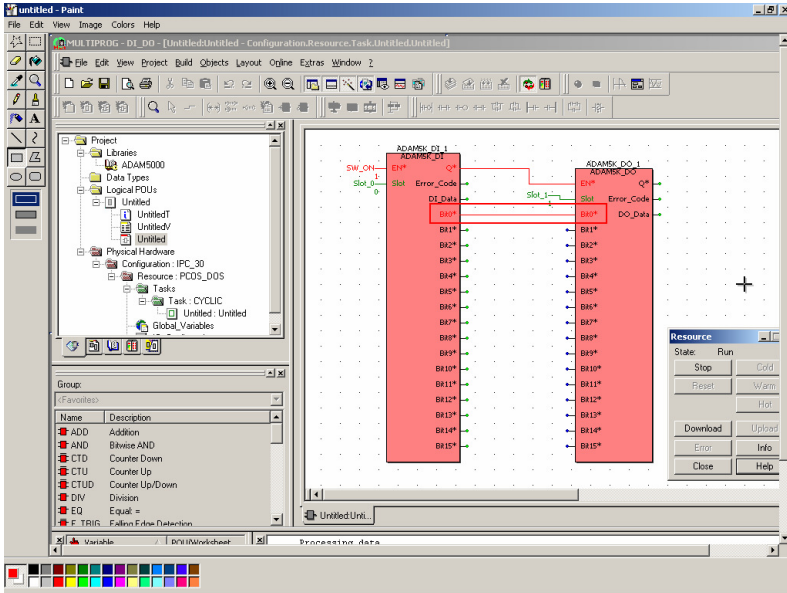 untitled - Paint
File Edit View Image Colors Help
MULTIPROG - DI_DO - [Untitled:Untitled - Configuration.Resource.Task.Untitled.Untitled]
File Edit View Project Build Objects Layout Online Extras Window ?
Project
Libraries
ADAM5000
Data Types
Logical POUs
Untitled
UntitledT
UntitledV
Untitled
Physical Hardware
Configuration : IPC_30
Resource : PCOS_DOS
Tasks
Task : CYCLIC
Untitled : Untitled
Global_Variables
Group:
<Favorites>
Name Description
ADD Addition
AND Bitwise AND
CTD Counter Down
CTU Counter Up
CTUD Counter Up/Down
DIV Division
EQ Equal: =
F_TRIG Falling Edge Detection
Variable / POU/Worksheet
ADAM5K_DI_1
ADAM5K_DI
SW_ON EN* Q*
1
Slot_0 Slot Error_Code
0
DI_Data
Bit0*
Bit1*
Bit2*
Bit3*
Bit4*
Bit5*
Bit6*
Bit7*
Bit8*
Bit9*
Bit10*
Bit11*
Bit12*
Bit13*
Bit14*
Bit15*
ADAM5K_DO_1
ADAM5K_DO
EN* Q*
Slot_1 Slot Error_Code
1
Bit0* DO_Data
Bit1*
Bit2*
Bit3*
Bit4*
Bit5*
Bit6*
Bit7*
Bit8*
Bit9*
Bit10*
Bit11*
Bit12*
Bit13*
Bit14*
Bit15*
Untitled:Unti...
Processing data
Resource
State: Run
Stop Cold
Reset Warm
Hot
Download Upload
Error Info
Close Help